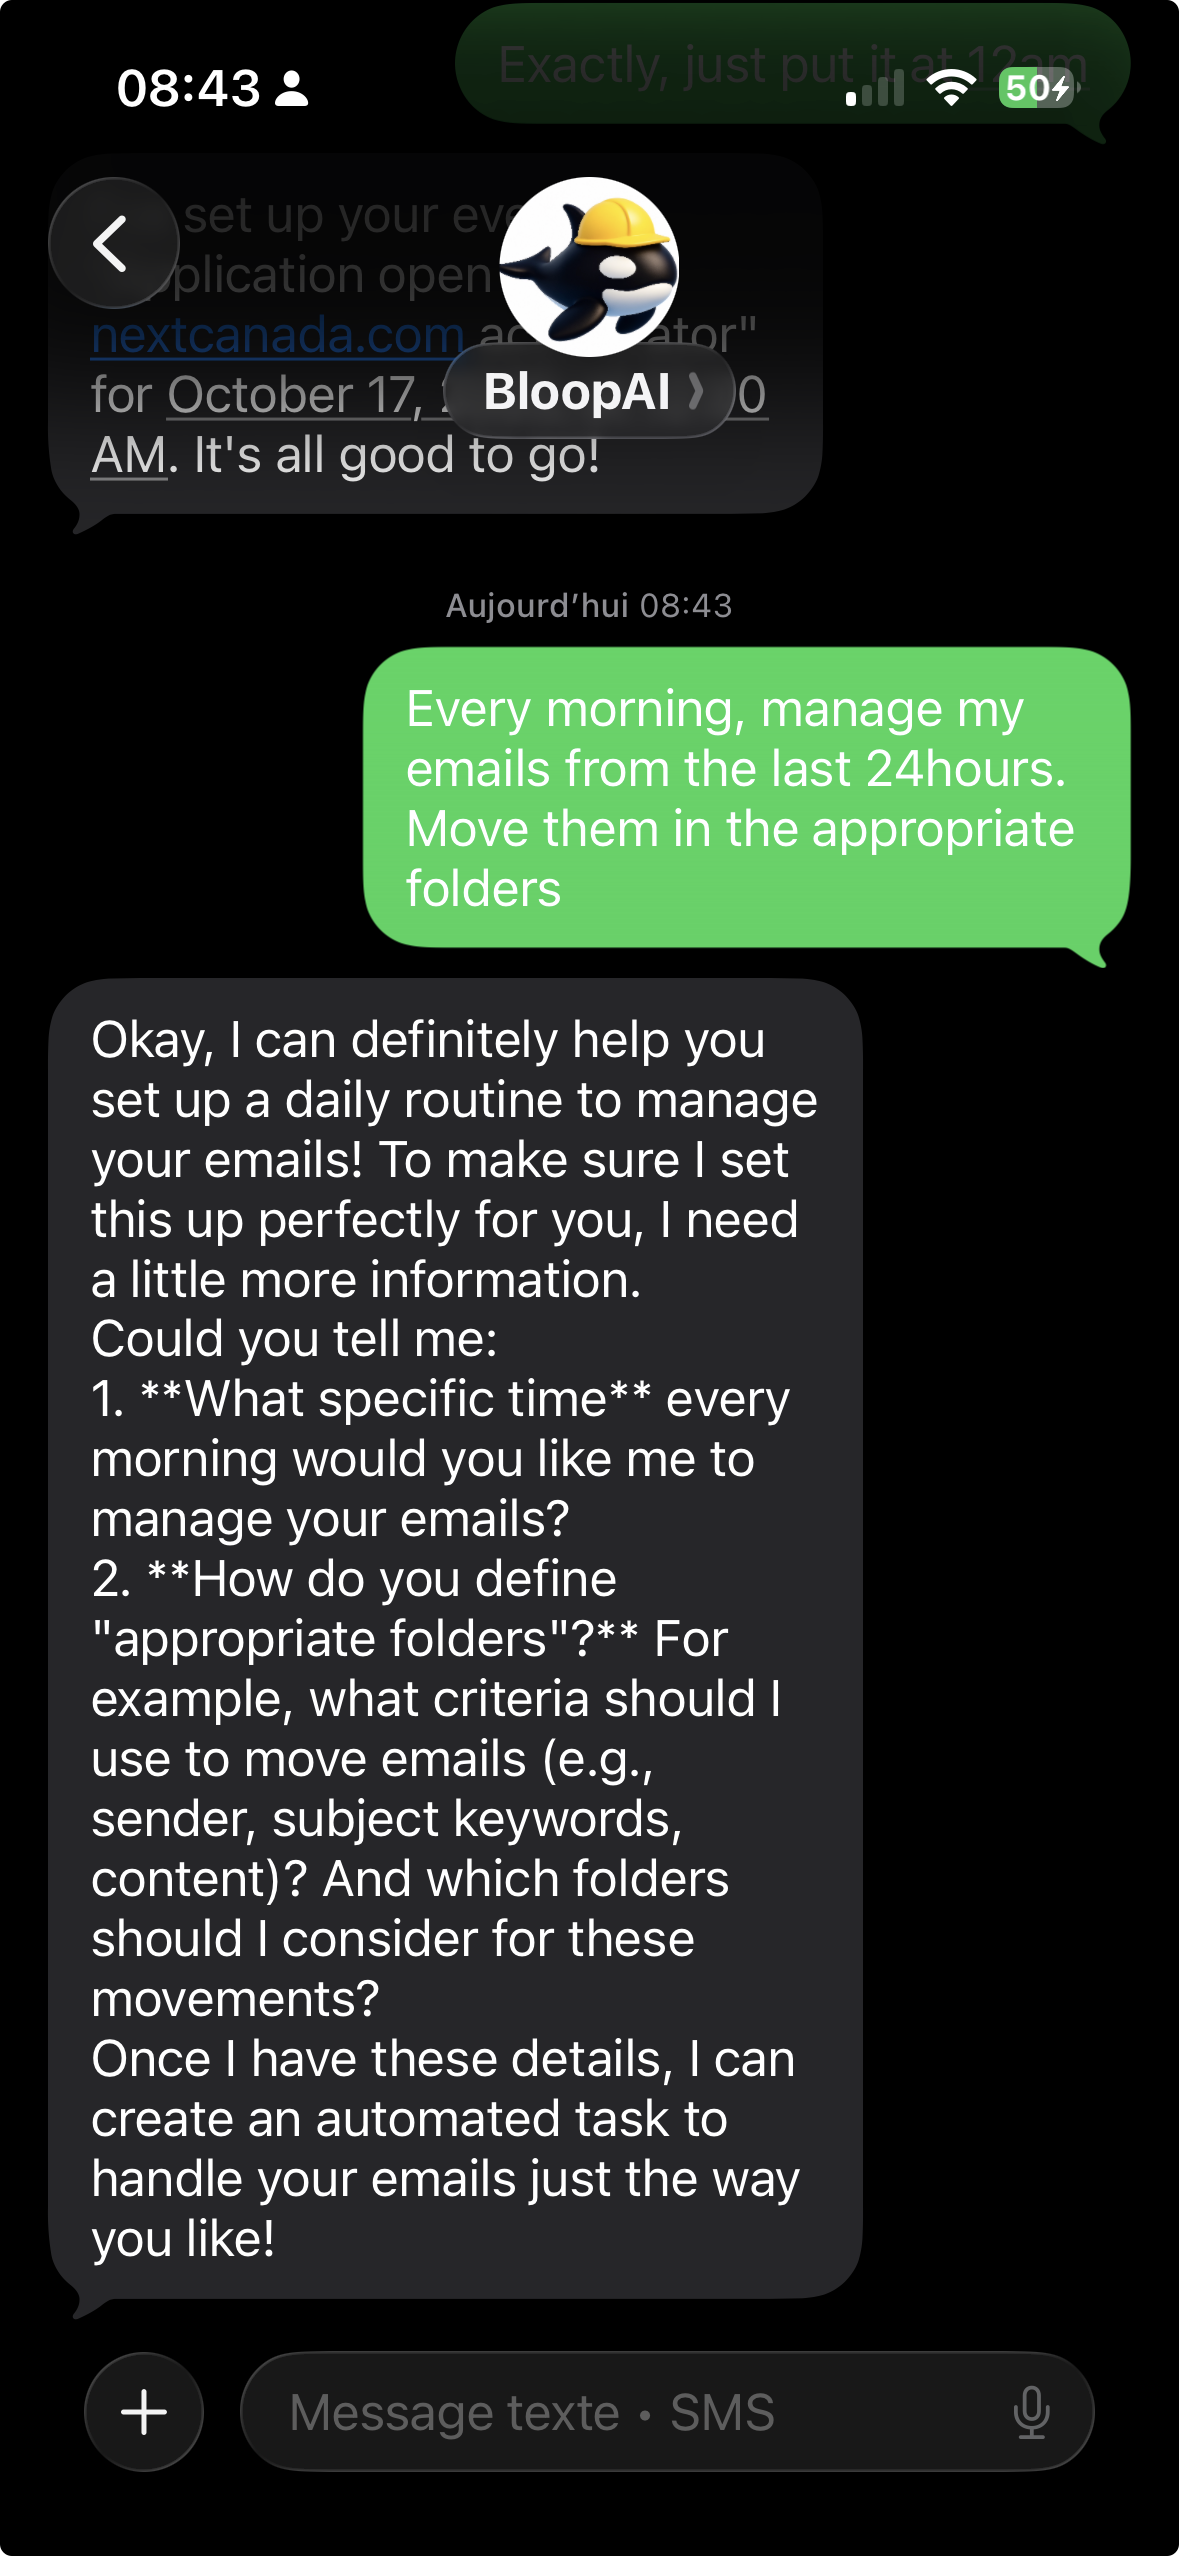 Exactly, just put it at 12am
08:43
50
set up your eve
plication open
nextcanada.com ac ator"
for October 17, 0
AM. It's all good to go!
BloopAI
Aujourd'hui 08:43
Every morning, manage my
emails from the last 24hours.
Move them in the appropriate
folders
Okay, I can definitely help you
set up a daily routine to manage
your emails! To make sure I set
this up perfectly for you, I need
a little more information.
Could you tell me:
1. **What specific time** every
morning would you like me to
manage your emails?
2. **How do you define
"appropriate folders"?** For
example, what criteria should I
use to move emails (e.g.,
sender, subject keywords,
content)? And which folders
should I consider for these
movements?
Once I have these details, I can
create an automated task to
handle your emails just the way
you like!
Message texte • SMS